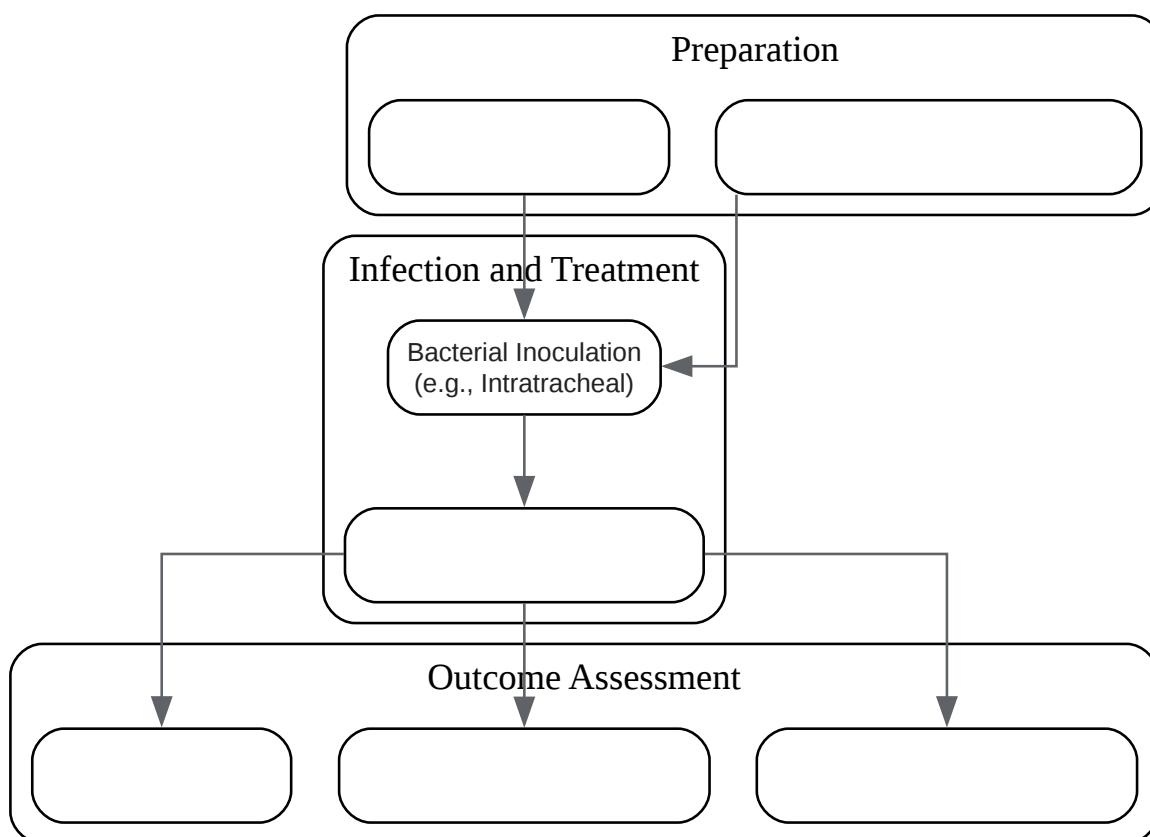 Preparation
Infection and Treatment
Bacterial Inoculation
(e.g., Intratracheal)
Outcome Assessment